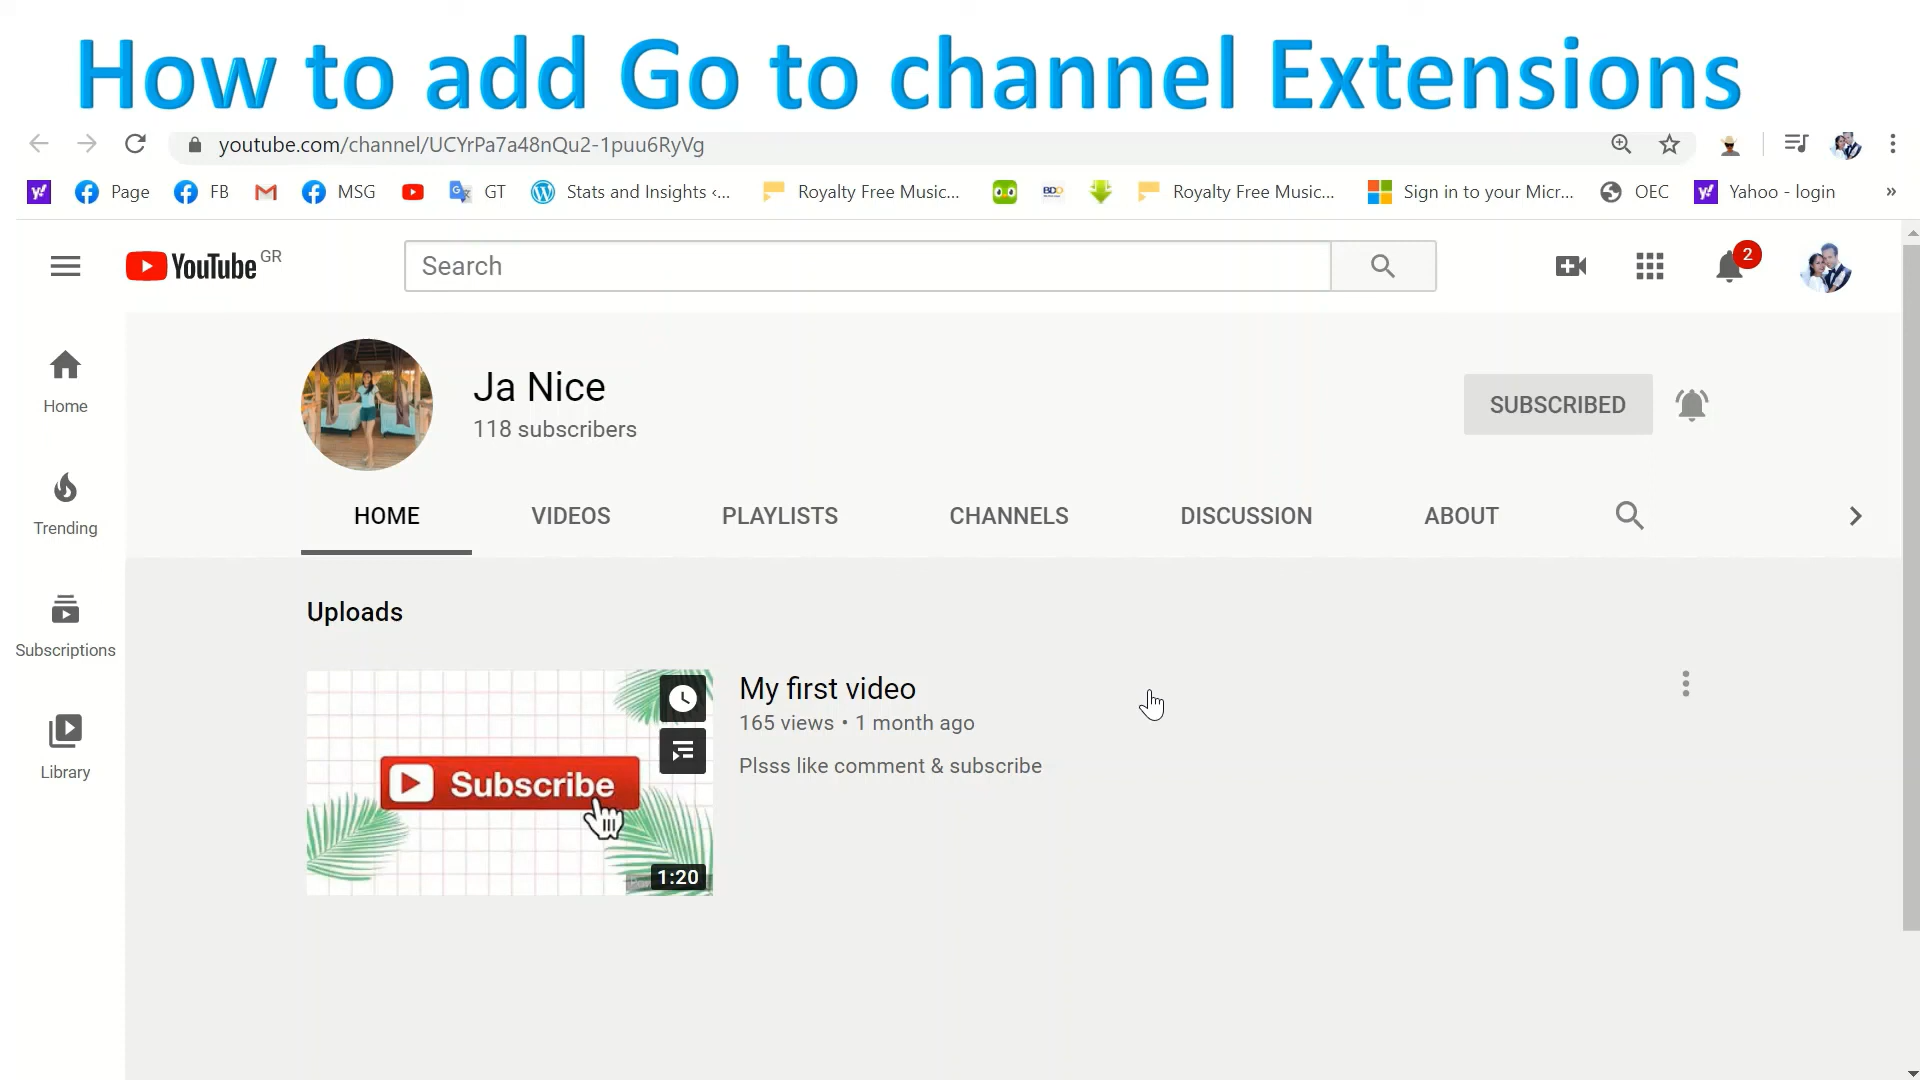 How to add Go to channel Extensions
youtube.com/channel/UCYrPa7a48nQu2-1puu6RyVg
Page FB MSG GT Stats and Insights ‹... Royalty Free Music... BDO Royalty Free Music... Sign in to your Micr... OEC Yahoo - login »
YouTube GR Search 2
Ja Nice
118 subscribers
SUBSCRIBED
Home
Trending
Subscriptions
Library
HOME VIDEOS PLAYLISTS CHANNELS DISCUSSION ABOUT
Uploads
Subscribe
1:20
My first video
165 views • 1 month ago
Plsss like comment & subscribe